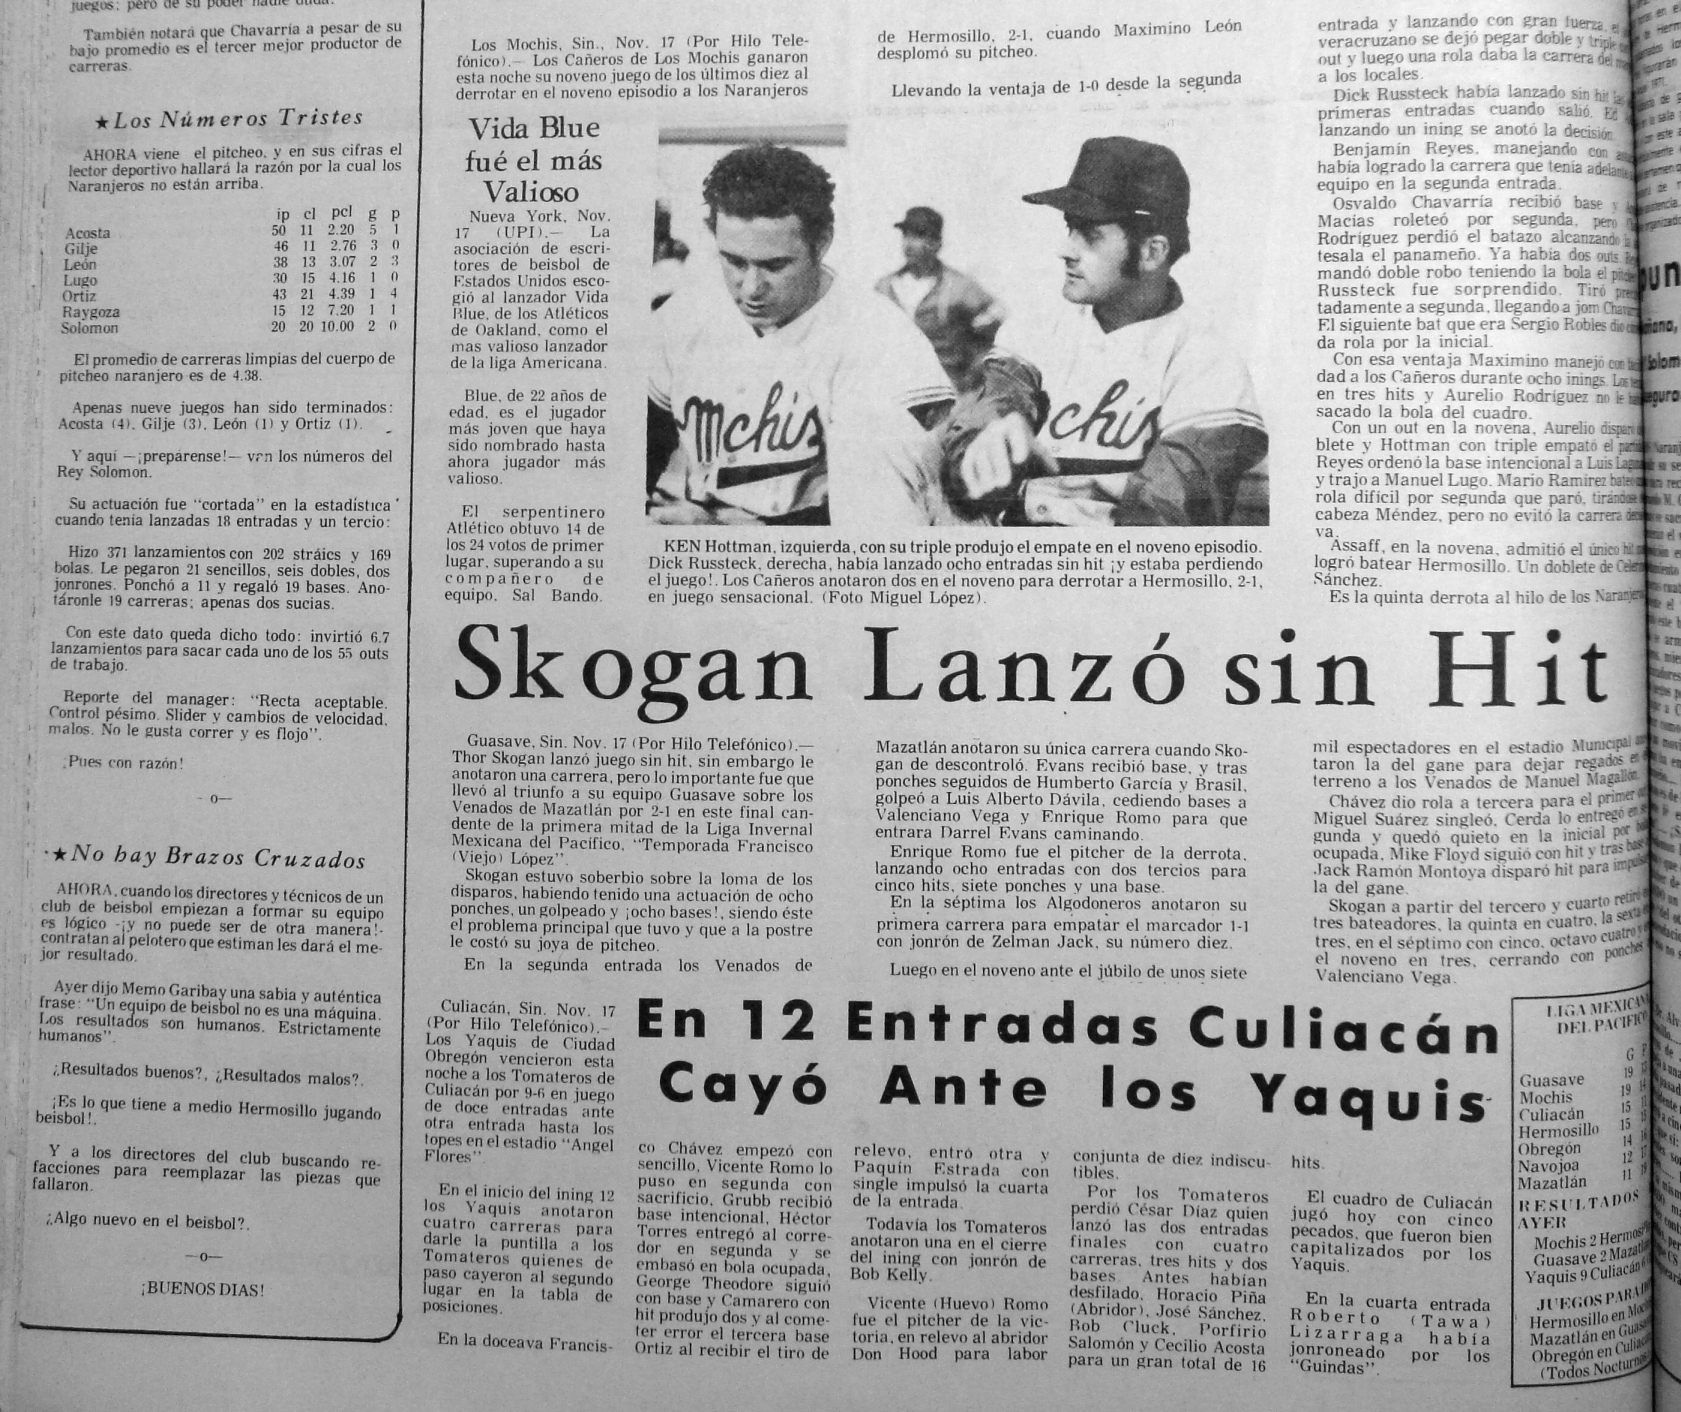 juegos; pero de su poder nadie duda.
También notará que Chavarría a pesar de su
bajo promedio es el tercer mejor productor de
carreras.
★Los Números Tristes
AHORA viene el pitcheo, y en sus cifras el
lector deportivo hallará la razón por la cual los
Naranjeros no están arriba.
ip cl pcl g p
Acosta 50 11 2.20 5 1
Gilje 46 11 2.76 3 0
León 38 13 3.07 2 3
Lugo 30 15 4.16 1 0
Ortiz 43 21 4.39 1 4
Raygoza 15 12 7.20 1 1
Solomon 20 20 10.00 2 0
El promedio de carreras limpias del cuerpo de
pitcheo naranjero es de 4.38.
Apenas nueve juegos han sido terminados:
Acosta (4), Gilje (3), León (1) y Ortiz (1).
Y aquí —¡prepárense!— van los números del
Rey Solomon.
Su actuación fue "cortada" en la estadística
cuando tenía lanzadas 18 entradas y un tercio:
Hizo 371 lanzamientos con 202 stráics y 169
bolas. Le pegaron 21 sencillos, seis dobles, dos
jonrones. Ponchó a 11 y regaló 19 bases. Ano-
táronle 19 carreras; apenas dos sucias.
Con este dato queda dicho todo: invirtió 6.7
lanzamientos para sacar cada uno de los 55 outs
de trabajo.
Reporte del manager: "Recta aceptable.
Control pésimo. Slider y cambios de velocidad,
malos. No le gusta correr y es flojo".
¡Pues con razón!
—o—
★No hay Brazos Cruzados
AHORA, cuando los directores y técnicos de un
club de beisbol empiezan a formar su equipo
es lógico -¡y no puede ser de otra manera!-
contratan al pelotero que estiman les dará el me-
jor resultado.
Ayer dijo Memo Garibay una sabia y auténtica
frase: "Un equipo de beisbol no es una máquina.
Los resultados son humanos. Estrictamente
humanos".
¿Resultados buenos?, ¿Resultados malos?.
¡Es lo que tiene a medio Hermosillo jugando
beisbol!.
Y a los directores del club buscando re-
facciones para reemplazar las piezas que
fallaron.
¿Algo nuevo en el beisbol?.
—o—
¡BUENOS DIAS!
Los Mochis, Sin., Nov. 17 (Por Hilo Tele-
fónico).— Los Cañeros de Los Mochis ganaron
esta noche su noveno juego de los últimos diez al
derrotar en el noveno episodio a los Naranjeros
de Hermosillo, 2-1, cuando Maximino León
desplomó su pitcheo.
Llevando la ventaja de 1-0 desde la segunda
entrada y lanzando con gran fuerza, el
veracruzano se dejó pegar doble y triple
out y luego una rola daba la carrera del
a los locales.
Dick Russteck había lanzado sin hit
primeras entradas cuando salió.
lanzando un ining se anotó la decisión.
Benjamín Reyes, manejando con
había logrado la carrera que tenía
equipo en la segunda entrada.
Osvaldo Chavarría recibió base y
Macías roleteó por segunda, pero
Rodríguez perdió el batazo alcanzando
tesala el panameño. Ya había dos outs.
mandó doble robo teniendo la bola el
Russteck fue sorprendido. Tiró
tadamente a segunda, llegando a jom
El siguiente bat que era Sergio Robles
da rola por la inicial.
Con esa ventaja Maximino manejó con
dad a los Cañeros durante ocho inings.
en tres hits y Aurelio Rodríguez no le
sacado la bola del cuadro.
Con un out en la novena, Aurelio
blete y Hottman con triple empató el
Reyes ordenó la base intencional a Luis
y trajo a Manuel Lugo. Mario Ramírez
rola difícil por segunda que paró,
cabeza Méndez, pero no evitó la carrera
va.
Assaff, en la novena, admitió el único
logró batear Hermosillo. Un doblete de
Sánchez.
Es la quinta derrota al hilo de los
Vida Blue
fué el más
Valioso
Nueva York, Nov.
17 (UPI).— La
asociación de escri-
tores de beisbol de
Estados Unidos esco-
gió al lanzador Vida
Blue, de los Atléticos
de Oakland, como el
mas valioso lanzador
de la liga Americana.
Blue, de 22 años de
edad, es el jugador
más joven que haya
sido nombrado hasta
ahora jugador más
valioso.
El serpentinero
Atlético obtuvo 14 de
los 24 votos de primer
lugar, superando a su
compañero de
equipo, Sal Bando.
mchis
chis
KEN Hottman, izquierda, con su triple produjo el empate en el noveno episodio.
Dick Russteck, derecha, había lanzado ocho entradas sin hit ¡y estaba perdiendo
el juego!. Los Cañeros anotaron dos en el noveno para derrotar a Hermosillo, 2-1,
en juego sensacional. (Foto Miguel López).
Skogan Lanzó sin Hit
Guasave, Sin. Nov. 17 (Por Hilo Telefónico).—
Thor Skogan lanzó juego sin hit, sin embargo le
anotaron una carrera, pero lo importante fue que
llevó al triunfo a su equipo Guasave sobre los
Venados de Mazatlán por 2-1 en este final can-
dente de la primera mitad de la Liga Invernal
Mexicana del Pacífico, "Temporada Francisco
(Viejo) López".
Skogan estuvo soberbio sobre la loma de los
disparos, habiendo tenido una actuación de ocho
ponches, un golpeado y ¡ocho bases!, siendo éste
el problema principal que tuvo y que a la postre
le costó su joya de pitcheo.
En la segunda entrada los Venados de
Mazatlán anotaron su única carrera cuando Sko-
gan de descontroló. Evans recibió base, y tras
ponches seguidos de Humberto García y Brasil,
golpeó a Luis Alberto Dávila, cediendo bases a
Valenciano Vega y Enrique Romo para que
entrara Darrel Evans caminando.
Enrique Romo fue el pitcher de la derrota,
lanzando ocho entradas con dos tercios para
cinco hits, siete ponches y una base.
En la séptima los Algodoneros anotaron su
primera carrera para empatar el marcador 1-1
con jonrón de Zelman Jack, su número diez.
Luego en el noveno ante el júbilo de unos siete
mil espectadores en el estadio Municipal
taron la del gane para dejar regados en
terreno a los Venados de Manuel Magallón.
Chávez dio rola a tercera para el primer
Miguel Suárez singleó, Cerda lo entregó en
gunda y quedó quieto en la inicial por
ocupada, Mike Floyd siguió con hit y tras
Jack Ramón Montoya disparó hit para
la del gane.
Skogan a partir del tercero y cuarto retiró
tres bateadores, la quinta en cuatro, la sexta
tres, en el séptimo con cinco, octavo cuatro y
el noveno en tres, cerrando con ponches
Valenciano Vega.
En 12 Entradas Culiacán
Cayó Ante los Yaquis
Culiacán, Sin. Nov. 17
(Por Hilo Telefónico).-
Los Yaquis de Ciudad
Obregón vencieron esta
noche a los Tomateros de
Culiacán por 9-6 en juego
de doce entradas ante
otra entrada hasta los
topes en el estadio "Angel
Flores".
En el inicio del ining 12
los Yaquis anotaron
cuatro carreras para
darle la puntilla a los
Tomateros quienes de
paso cayeron al segundo
lugar en la tabla de
posiciones.
En la doceava Francis-
co Chávez empezó con
sencillo, Vicente Romo lo
puso en segunda con
sacrificio, Grubb recibió
base intencional, Héctor
Torres entregó al corre-
dor en segunda y se
embasó en bola ocupada,
George Theodore siguió
con base y Camarero con
hit produjo dos y al come-
ter error el tercera base
Ortiz al recibir el tiro de
relevo, entró otra y
Paquín Estrada con
single impulsó la cuarta
de la entrada.
Todavía los Tomateros
anotaron una en el cierre
del ining con jonrón de
Bob Kelly.
Vicente (Huevo) Romo
fue el pitcher de la vic-
toria, en relevo al abridor
Don Hood para labor
conjunta de diez indiscu-
tibles.
Por los Tomateros
perdió César Díaz quien
lanzó las dos entradas
finales con cuatro
carreras, tres hits y dos
bases. Antes habían
desfilado, Horacio Piña
(Abridor), José Sánchez,
Bob Cluck, Porfirio
Salomón y Cecilio Acosta
para un gran total de 16
hits.
El cuadro de Culiacán
jugó hoy con cinco
pecados, que fueron bien
capitalizados por los
Yaquis.
En la cuarta entrada
Roberto (Tawa)
Lizarraga había
jonroneado por los
"Guindas".
LIGA MEXICANA
DEL PACIFICO
G P
Guasave 19
Mochis 19
Culiacán 15
Hermosillo 15
Obregón 14
Navojoa 12
Mazatlán 11
RESULTADOS
AYER
Mochis 2
Guasave 2
Yaquis 9 Culiacán
JUEGOS PARA
Hermosillo en
Mazatlán en
Obregón en
(Todos Nocturnos